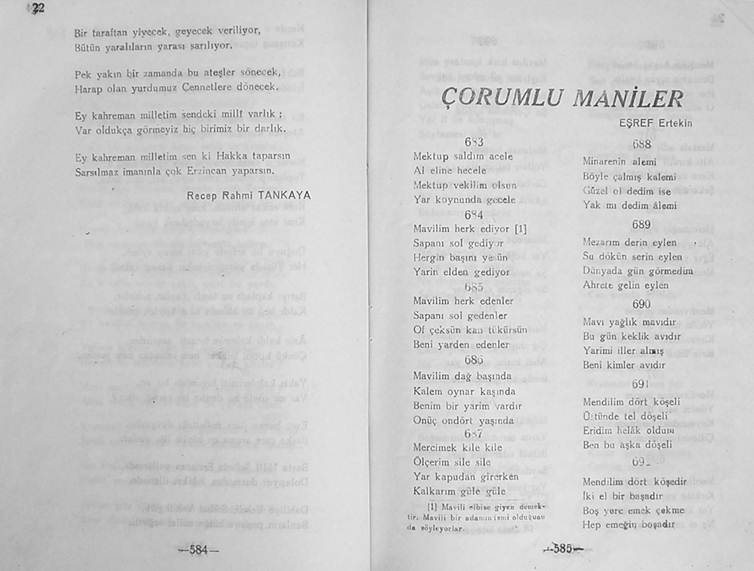 22
Bir taraftan yiyecek, geyecek veriliyor,
Bütün yaralıların yarası sarılıyor.
Pek yakın bir zamanda bu ateşler sönecek,
Harap olan yurdumuz Cennetlere dönecek.
Ey kahreman milletim sendeki millî varlık ;
Var oldukça görmeyiz hiç birimiz bir darlık.
Ey kahreman milletim sen ki Hakka taparsın
Sarsılmaz imanınla çok Erzincan yaparsın.
Recep Rahmi TANKAYA
—584—
ÇORUMLU MANİLER
EŞREF Ertekin
683
Mektup saldım acele
Al eline hecele
Mektup vekilim olsun
Yar koynunda gecele
684
Mavilim herk ediyor [1]
Sapanı sol gediyor
Hergin başını
Yarin elden gediyor
685
Mavilim herk edenler
Sapanı sol gedenler
Of çeksün kan tükürsün
Beni yarden edenler
686
Mavilim dağ başında
Kalem oynar kaşında
Benim bir yarim vardır
Onüç ondört yaşında
687
Mercimek kile kile
Ölçerim sile sile
Yar kapudan girerken
Kalkarım güle güle
[1] Mavili elbise giyen demek-
tir. Mavili bir adamın ismi olduğunu
da söyleyorlar.
688
Minarenin alemi
Böyle çalmış kalemi
Güzel ol dedim ise
Yak mı dedim âlemi
689
Mezarım derin eylen
Su dökün serin eylen
Dünyada gün görmedim
Ahrete gelin eylen
690
Mavı yağlık mavıdır
Bu gün keklik avıdır
Yarimi iller almış
Beni kimler avıdır
691
Mendilim dört köşeli
Üstünde tel döşeli
Eridim helâk oldum
Ben bu aşka döşeli
69
Mendilim dört köşedir
İki el bir başadır
Boş yere emek çekme
Hep emeğin boşadır
—585—